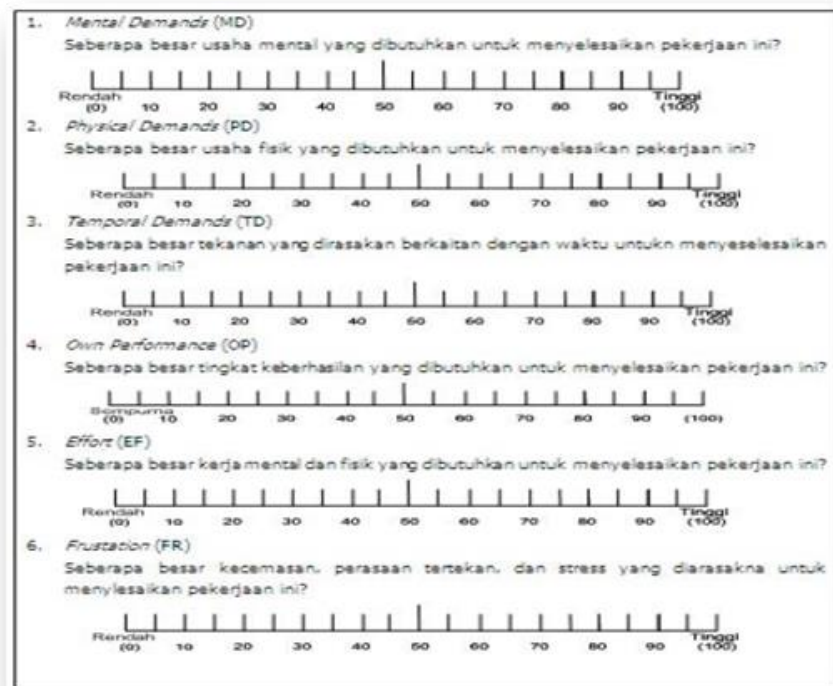 1. Mental Demands (MD)
Seberapa besar usaha mental yang dibutuhkan untuk menyelesaikan pekerjaan ini?
Rendah Tinggi
(0) 10 20 30 40 50 60 70 80 90 (100)
2. Physical Demands (PD)
Seberapa besar usaha fisik yang dibutuhkan untuk menyelesaikan pekerjaan ini?
Rendah Tinggi
(0) 10 20 30 40 50 60 70 80 90 (100)
3. Temporal Demands (TD)
Seberapa besar tekanan yang dirasakan berkaitan dengan waktu untukn menyeselesaikan
pekerjaan ini?
Rendah Tinggi
(0) 10 20 30 40 50 60 70 80 90 (100)
4. Own Performance (OP)
Seberapa besar tingkat keberhasilan yang dibutuhkan untuk menyelesaikan pekerjaan ini?
Sempurna
(0) 10 20 30 40 50 60 70 80 90 (100)
5. Effort (EF)
Seberapa besar kerja mental dan fisik yang dibutuhkan untuk menyelesaikan pekerjaan ini?
Rendah Tinggi
(0) 10 20 30 40 50 60 70 80 90 (100)
6. Frustation (FR)
Seberapa besar kecemasan, perasaan tertekan, dan stress yang diarasakna untuk
menylesaikan pekerjaan ini?
Rendah Tinggi
(0) 10 20 30 40 50 60 70 80 90 (100)